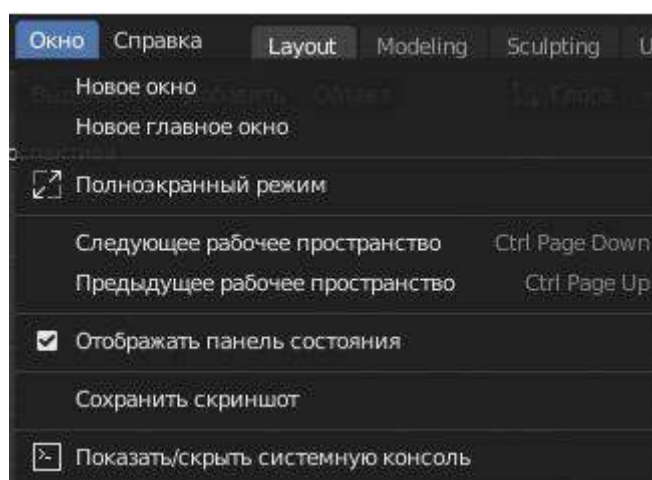 Окно Справка Layout Modeling Sculpting U
Новое окно
Новое главное окно
Полноэкранный режим
Следующее рабочее пространство Ctrl Page Down
Предыдущее рабочее пространство Ctrl Page Up
Отображать панель состояния
Сохранить скриншот
Показать/скрыть системную консоль